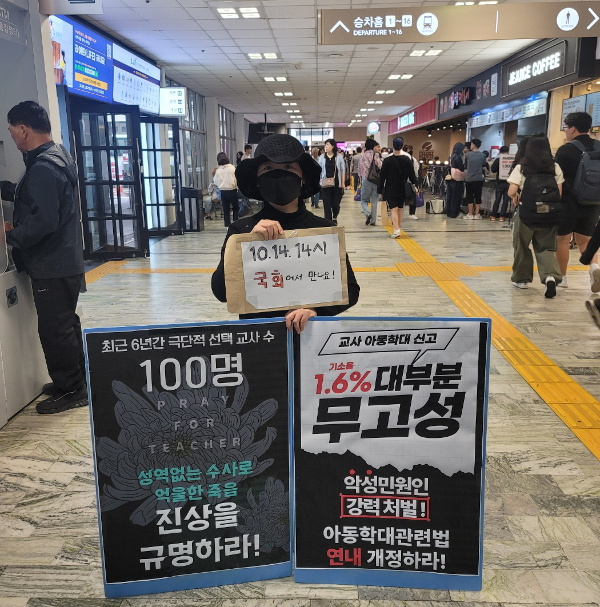 승차홈 1~16
DEPARTURE 1~16
JBJUICE COFFEE
10.14. 14시
국회에서 만나요!
최근 6년간 극단적 선택 교사 수
100명
PRAY
FOR
TEACHER
성역없는 수사로
억울한 죽음
진상을
규명하라!
교사 아동학대 신고
기소율
1.6% 대부분
무고성
악성민원인
강력 처벌!
아동학대관련법
연내 개정하라!